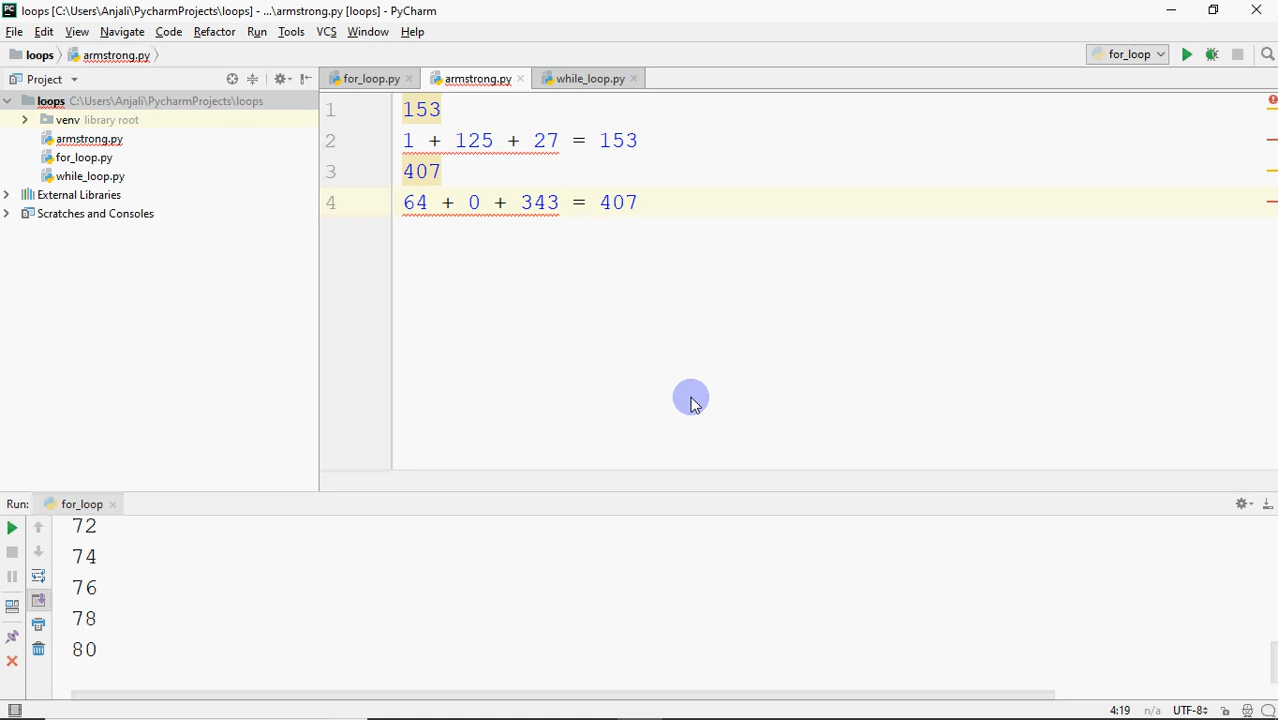 loops [C:\Users\Anjali\PycharmProjects\loops] - ...\armstrong.py [loops] - PyCharm
File Edit View Navigate Code Refactor Run Tools VCS Window Help
loops armstrong.py for_loop
Project for_loop.py armstrong.py while_loop.py
loops C:\Users\Anjali\PycharmProjects\loops
venv library root
armstrong.py
for_loop.py
while_loop.py
External Libraries
Scratches and Consoles
1 153
2 1 + 125 + 27 = 153
3 407
4 64 + 0 + 343 = 407
Run: for_loop
72
74
76
78
80
4:19 n/a UTF-8